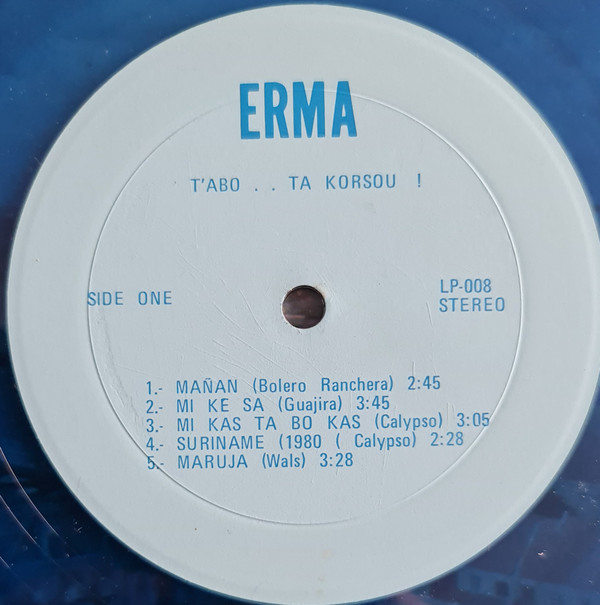 ERMA
T'ABO . . TA KORSOU !
SIDE ONE
LP-008
STEREO
1.- MAÑAN (Bolero Ranchera) 2:45
2.- MI KE SA (Guajira) 3:45
3.- MI KAS TA BO KAS (Calypso) 3:05
4.- SURINAME (1980 ( Calypso) 2:28
5.- MARUJA (Wals) 3:28